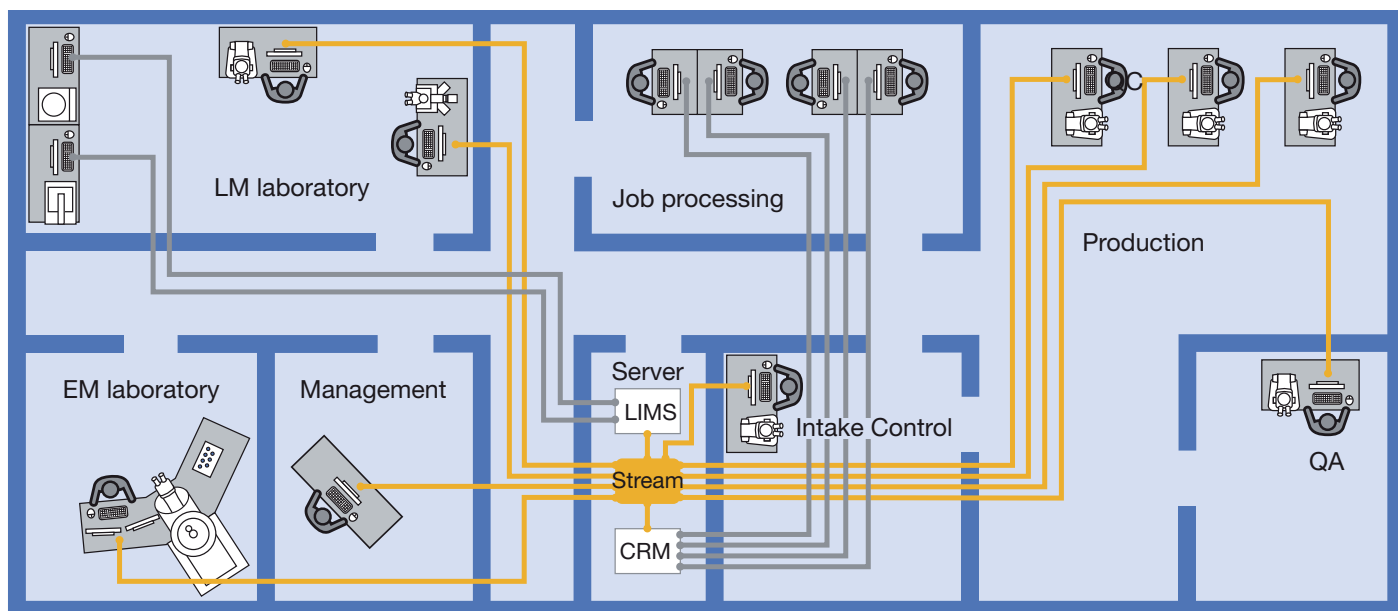 LM laboratory
Job processing
Production
EM laboratory
Management
Server
LIMS
Intake Control
Stream
QA
CRM